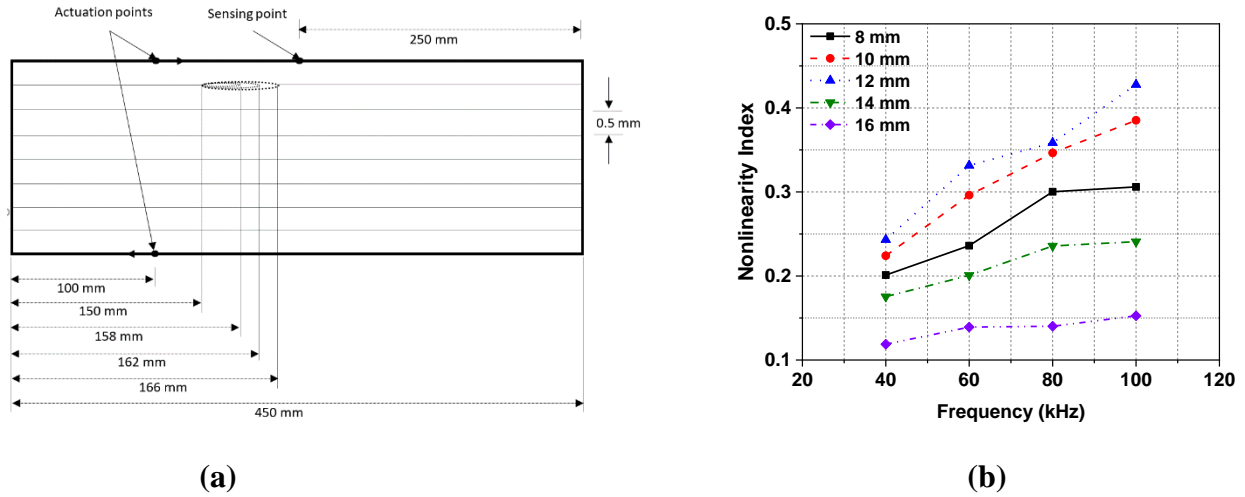 Actuation points
Sensing point
250 mm
0.5 mm
100 mm
150 mm
158 mm
162 mm
166 mm
450 mm
(a)
0.5
0.4
0.3
0.2
0.1
Nonlinearity Index
8 mm
10 mm
12 mm
14 mm
16 mm
20 40 60 80 100 120
Frequency (kHz)
(b)